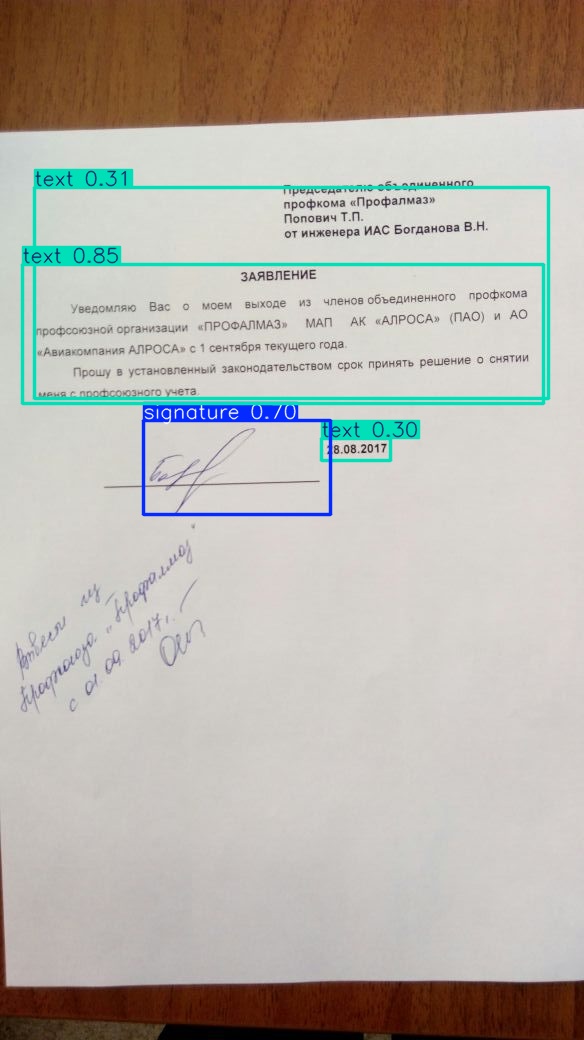 text 0.31
Председателю объединенного
профкома «Профалмаз»
Попович Т.П.
от инженера ИАС Богданова В.Н.
text 0.85
ЗАЯВЛЕНИЕ
Уведомляю Вас о моем выходе из членов объединенного профкома
профсоюзной организации «ПРОФАЛМАЗ» МАП АК «АЛРОСА» (ПАО) и АО
«Авиакомпания АЛРОСА» с 1 сентября текущего года.
Прошу в установленный законодательством срок принять решение о снятии
меня с профсоюзного учета.
signature 0.70
text 0.30
28.08.2017
Вывести из
Профсоюза "Профалмаз"
с 01.09.2017г.